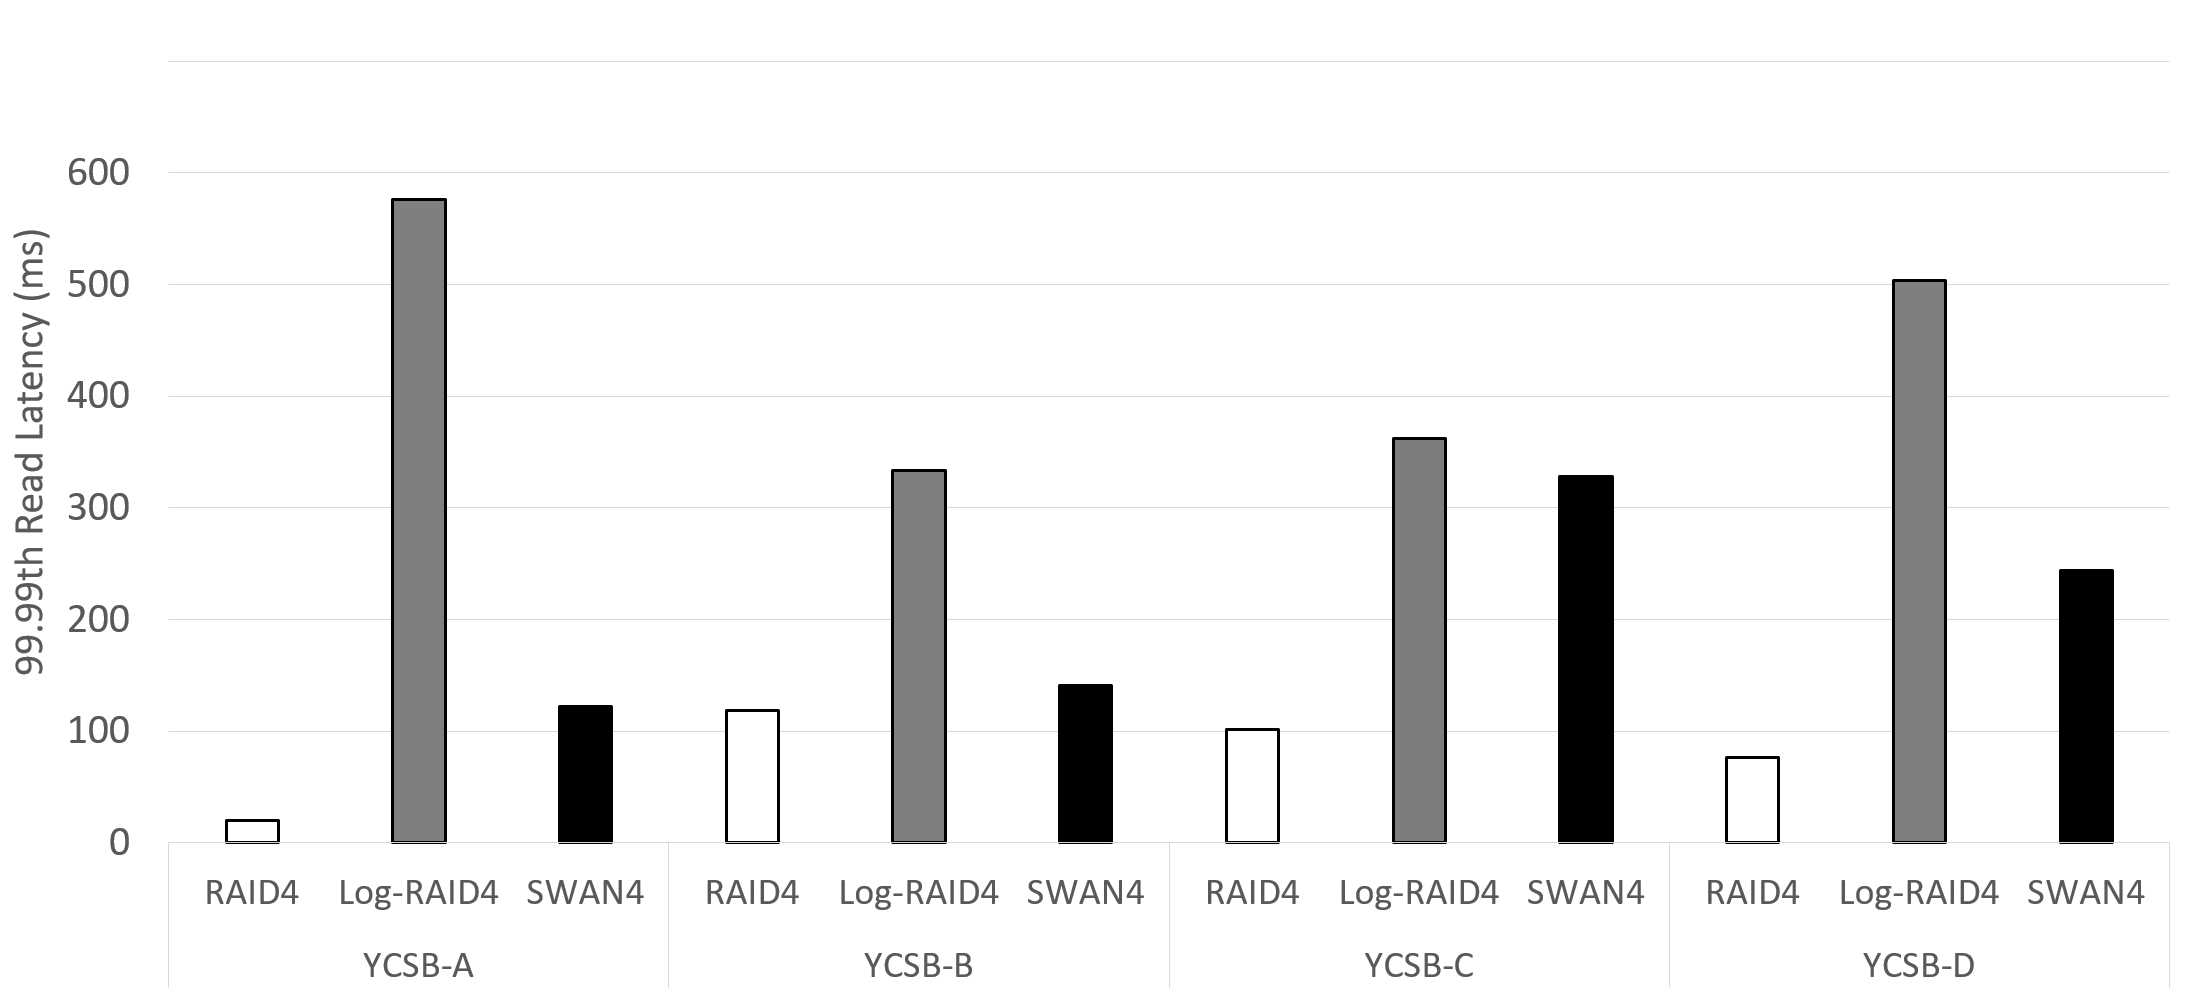 99.99th Read Latency (ms)
600
500
400
300
200
100
0
RAID4 Log-RAID4 SWAN4 RAID4 Log-RAID4 SWAN4 RAID4 Log-RAID4 SWAN4 RAID4 Log-RAID4 SWAN4
YCSB-A YCSB-B YCSB-C YCSB-D